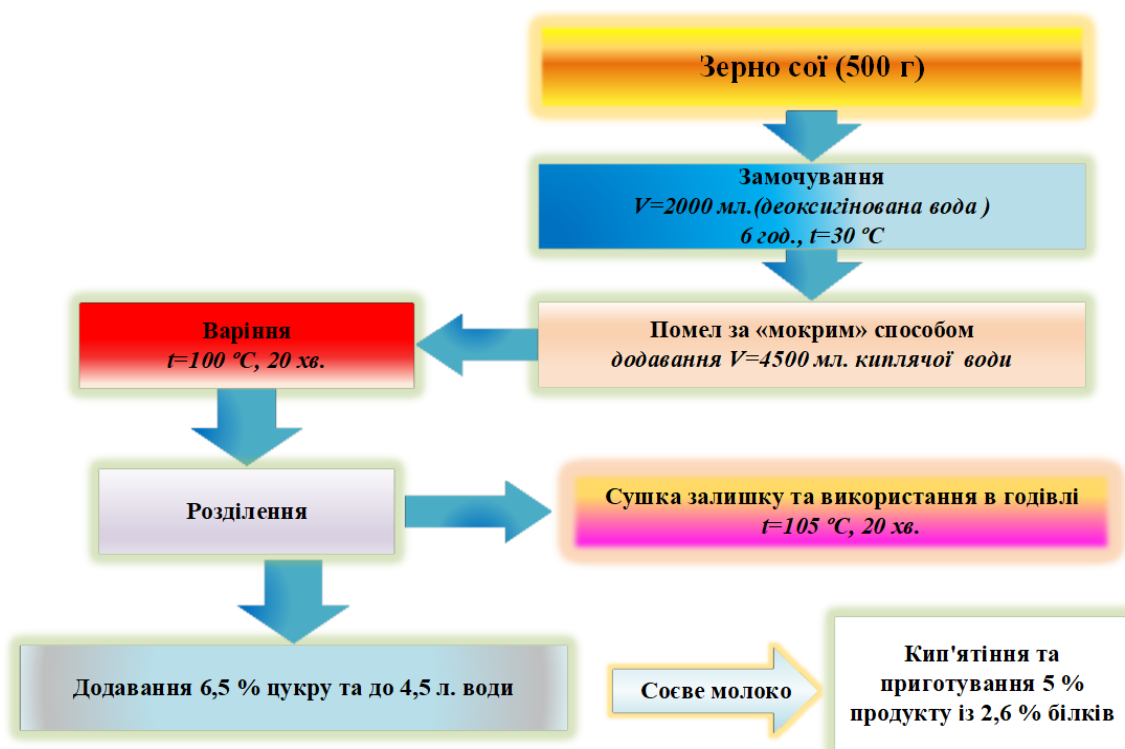 Зерно сої (500 г)
Замочування
V=2000 мл.(деоксигінована вода )
6 год., t=30 ºС
Помел за «мокрим» способом
додавання V=4500 мл. киплячої води
Варіння
t=100 ºС, 20 хв.
Розділення
Сушка залишку та використання в годівлі
t=105 ºС, 20 хв.
Додавання 6,5 % цукру та до 4,5 л. води
Соєве молоко
Кип'ятіння та
приготування 5 %
продукту із 2,6 % білків